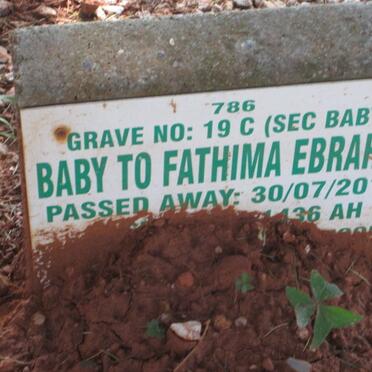 786
GRAVE NO: 19 C (SEC BAB
BABY TO FATHIMA EBRAH
PASSED AWAY: 30/07/20
1436 AH